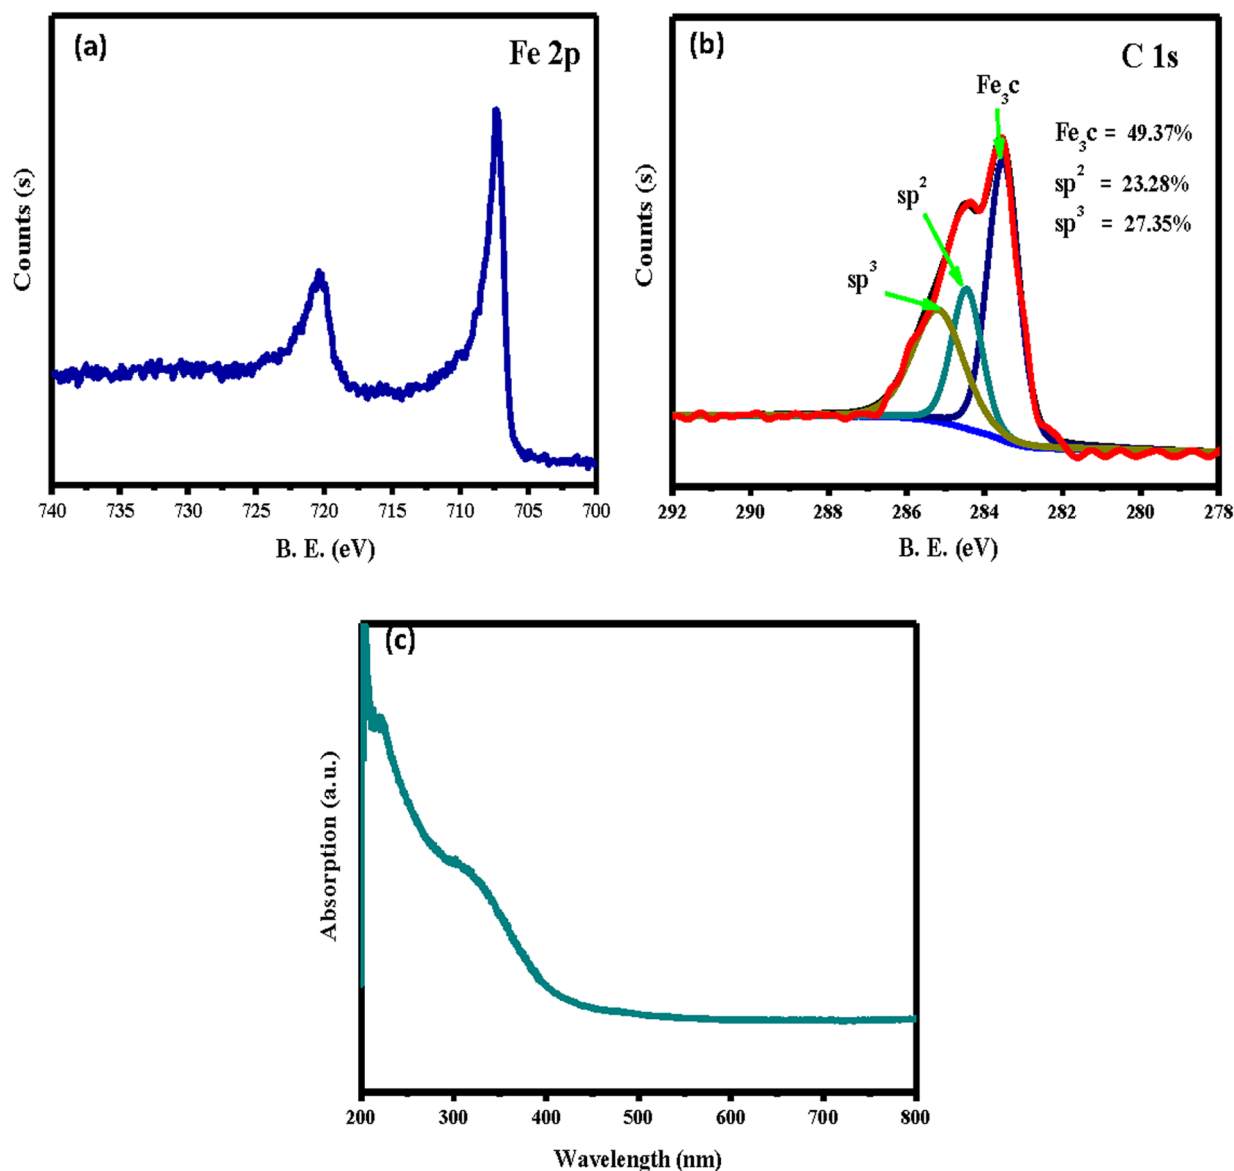 (a)
Fe 2p
Counts (s)
740 735 730 725 720 715 710 705 700
B. E. (eV)
(b)
C 1s
Fe₃c
Fe₃c = 49.37%
sp² = 23.28%
sp³ = 27.35%
sp²
sp³
Counts (s)
292 290 288 286 284 282 280 278
B. E. (eV)
(c)
Absorption (a.u.)
200 300 400 500 600 700 800
Wavelength (nm)